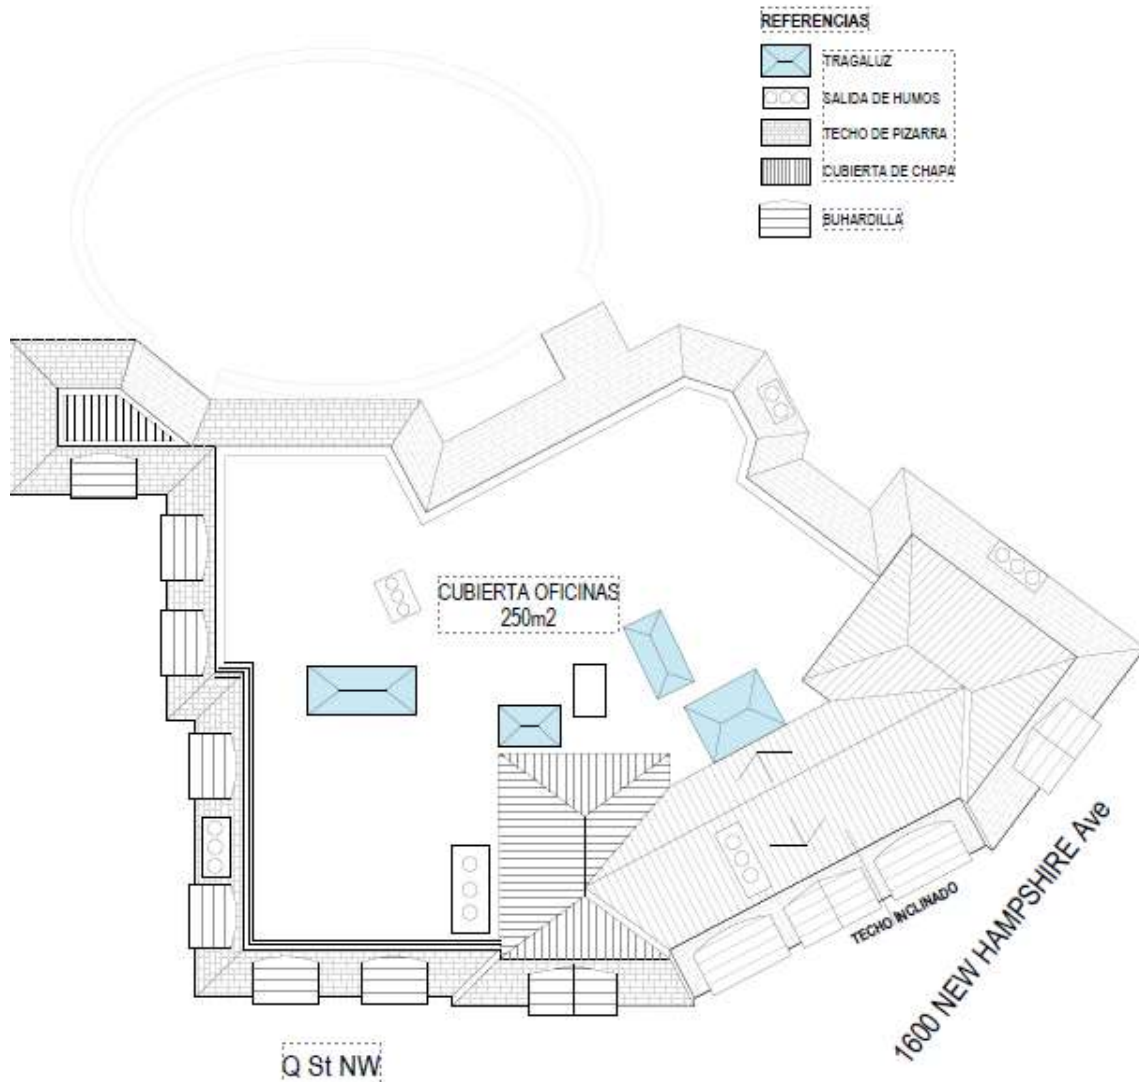 REFERENCIAS
TRAGALUZ
SALIDA DE HUMOS
TECHO DE PIZARRA
CUBIERTA DE CHAPA
BUHARDILLA
CUBIERTA OFICINAS
250m2
TECHO INCLINADO
1600 NEW HAMPSHIRE Ave
Q St NW